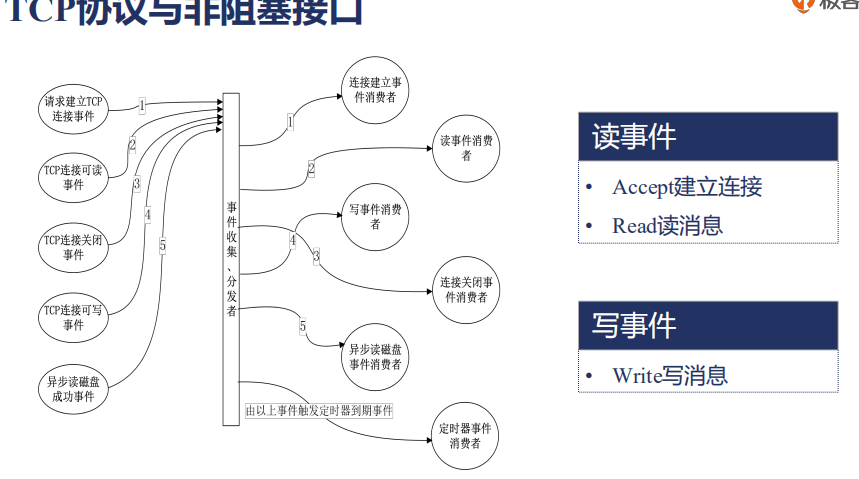 TCP协议与非阻塞接口
极客
请求建立TCP
连接事件
TCP连接可读
事件
TCP连接关闭
事件
TCP连接可写
事件
异步读磁盘
成功事件
1
2
3
4
5
事件收集、分发者
1
2
4
3
5
由以上事件触发定时器到期事件
连接建立事
件消费者
读事件消费
者
写事件消费
者
连接关闭事
件消费者
异步读磁盘
事件消费者
定时器事件
消费者
读事件
• Accept建立连接
• Read读消息
写事件
• Write写消息